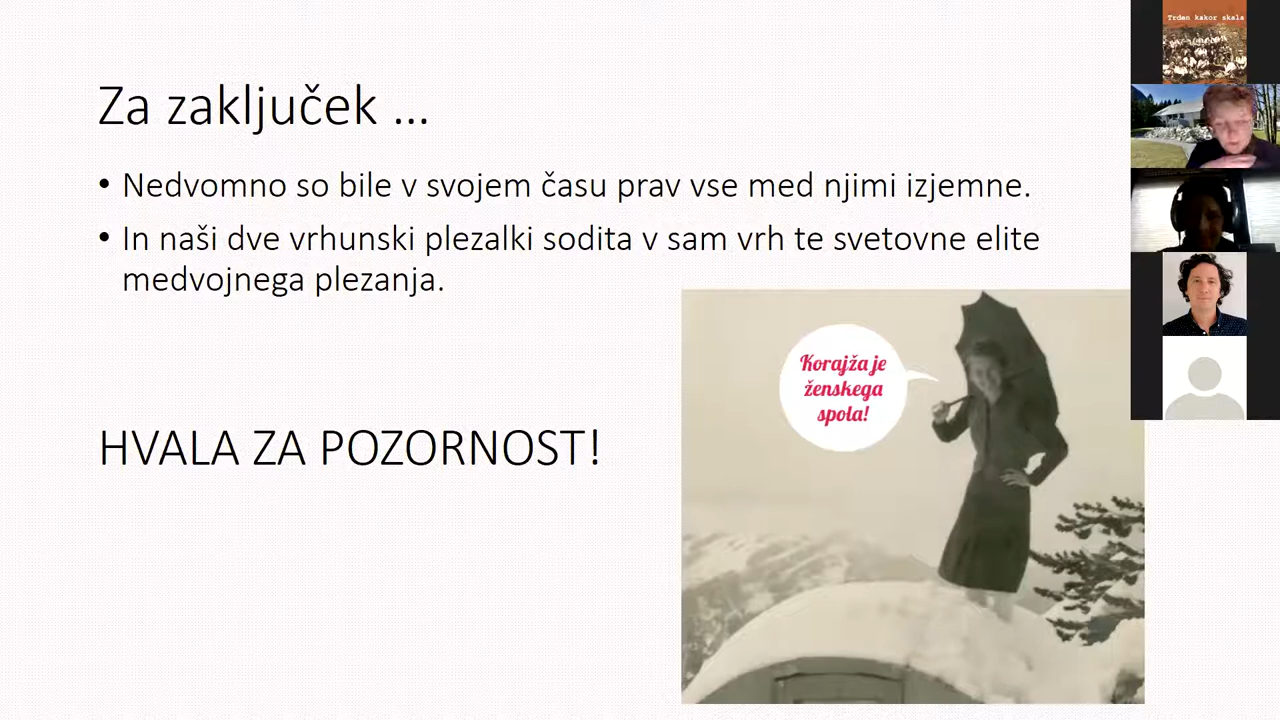 Za zaključek ...
• Nedvomno so bile v svojem času prav vse med njimi izjemne.
• In naši dve vrhunski plezalki sodita v sam vrh te svetovne elite
medvojnega plezanja.
Korajža je
ženskega
spola!
HVALA ZA POZORNOST!
Trden kakor skala